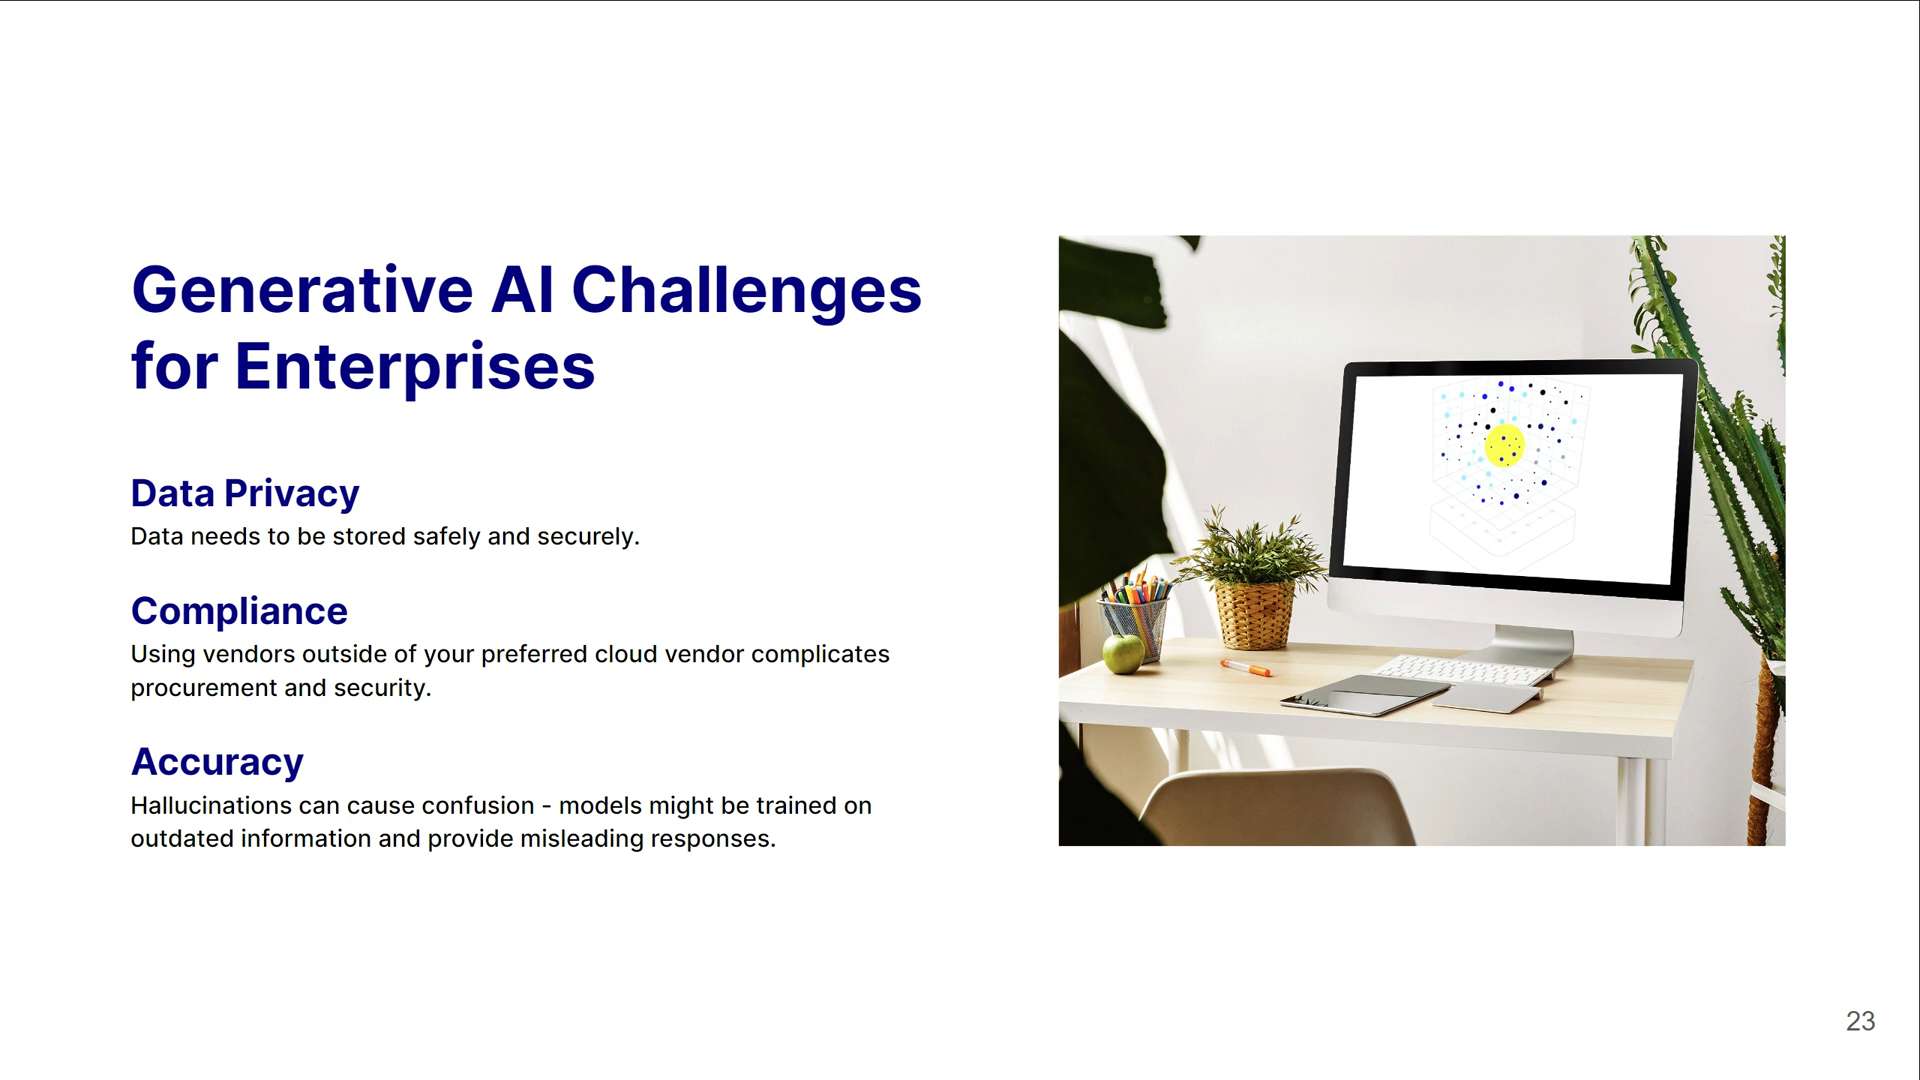 Generative AI Challenges
for Enterprises
Data Privacy
Data needs to be stored safely and securely.
Compliance
Using vendors outside of your preferred cloud vendor complicates
procurement and security.
Accuracy
Hallucinations can cause confusion - models might be trained on
outdated information and provide misleading responses.
23